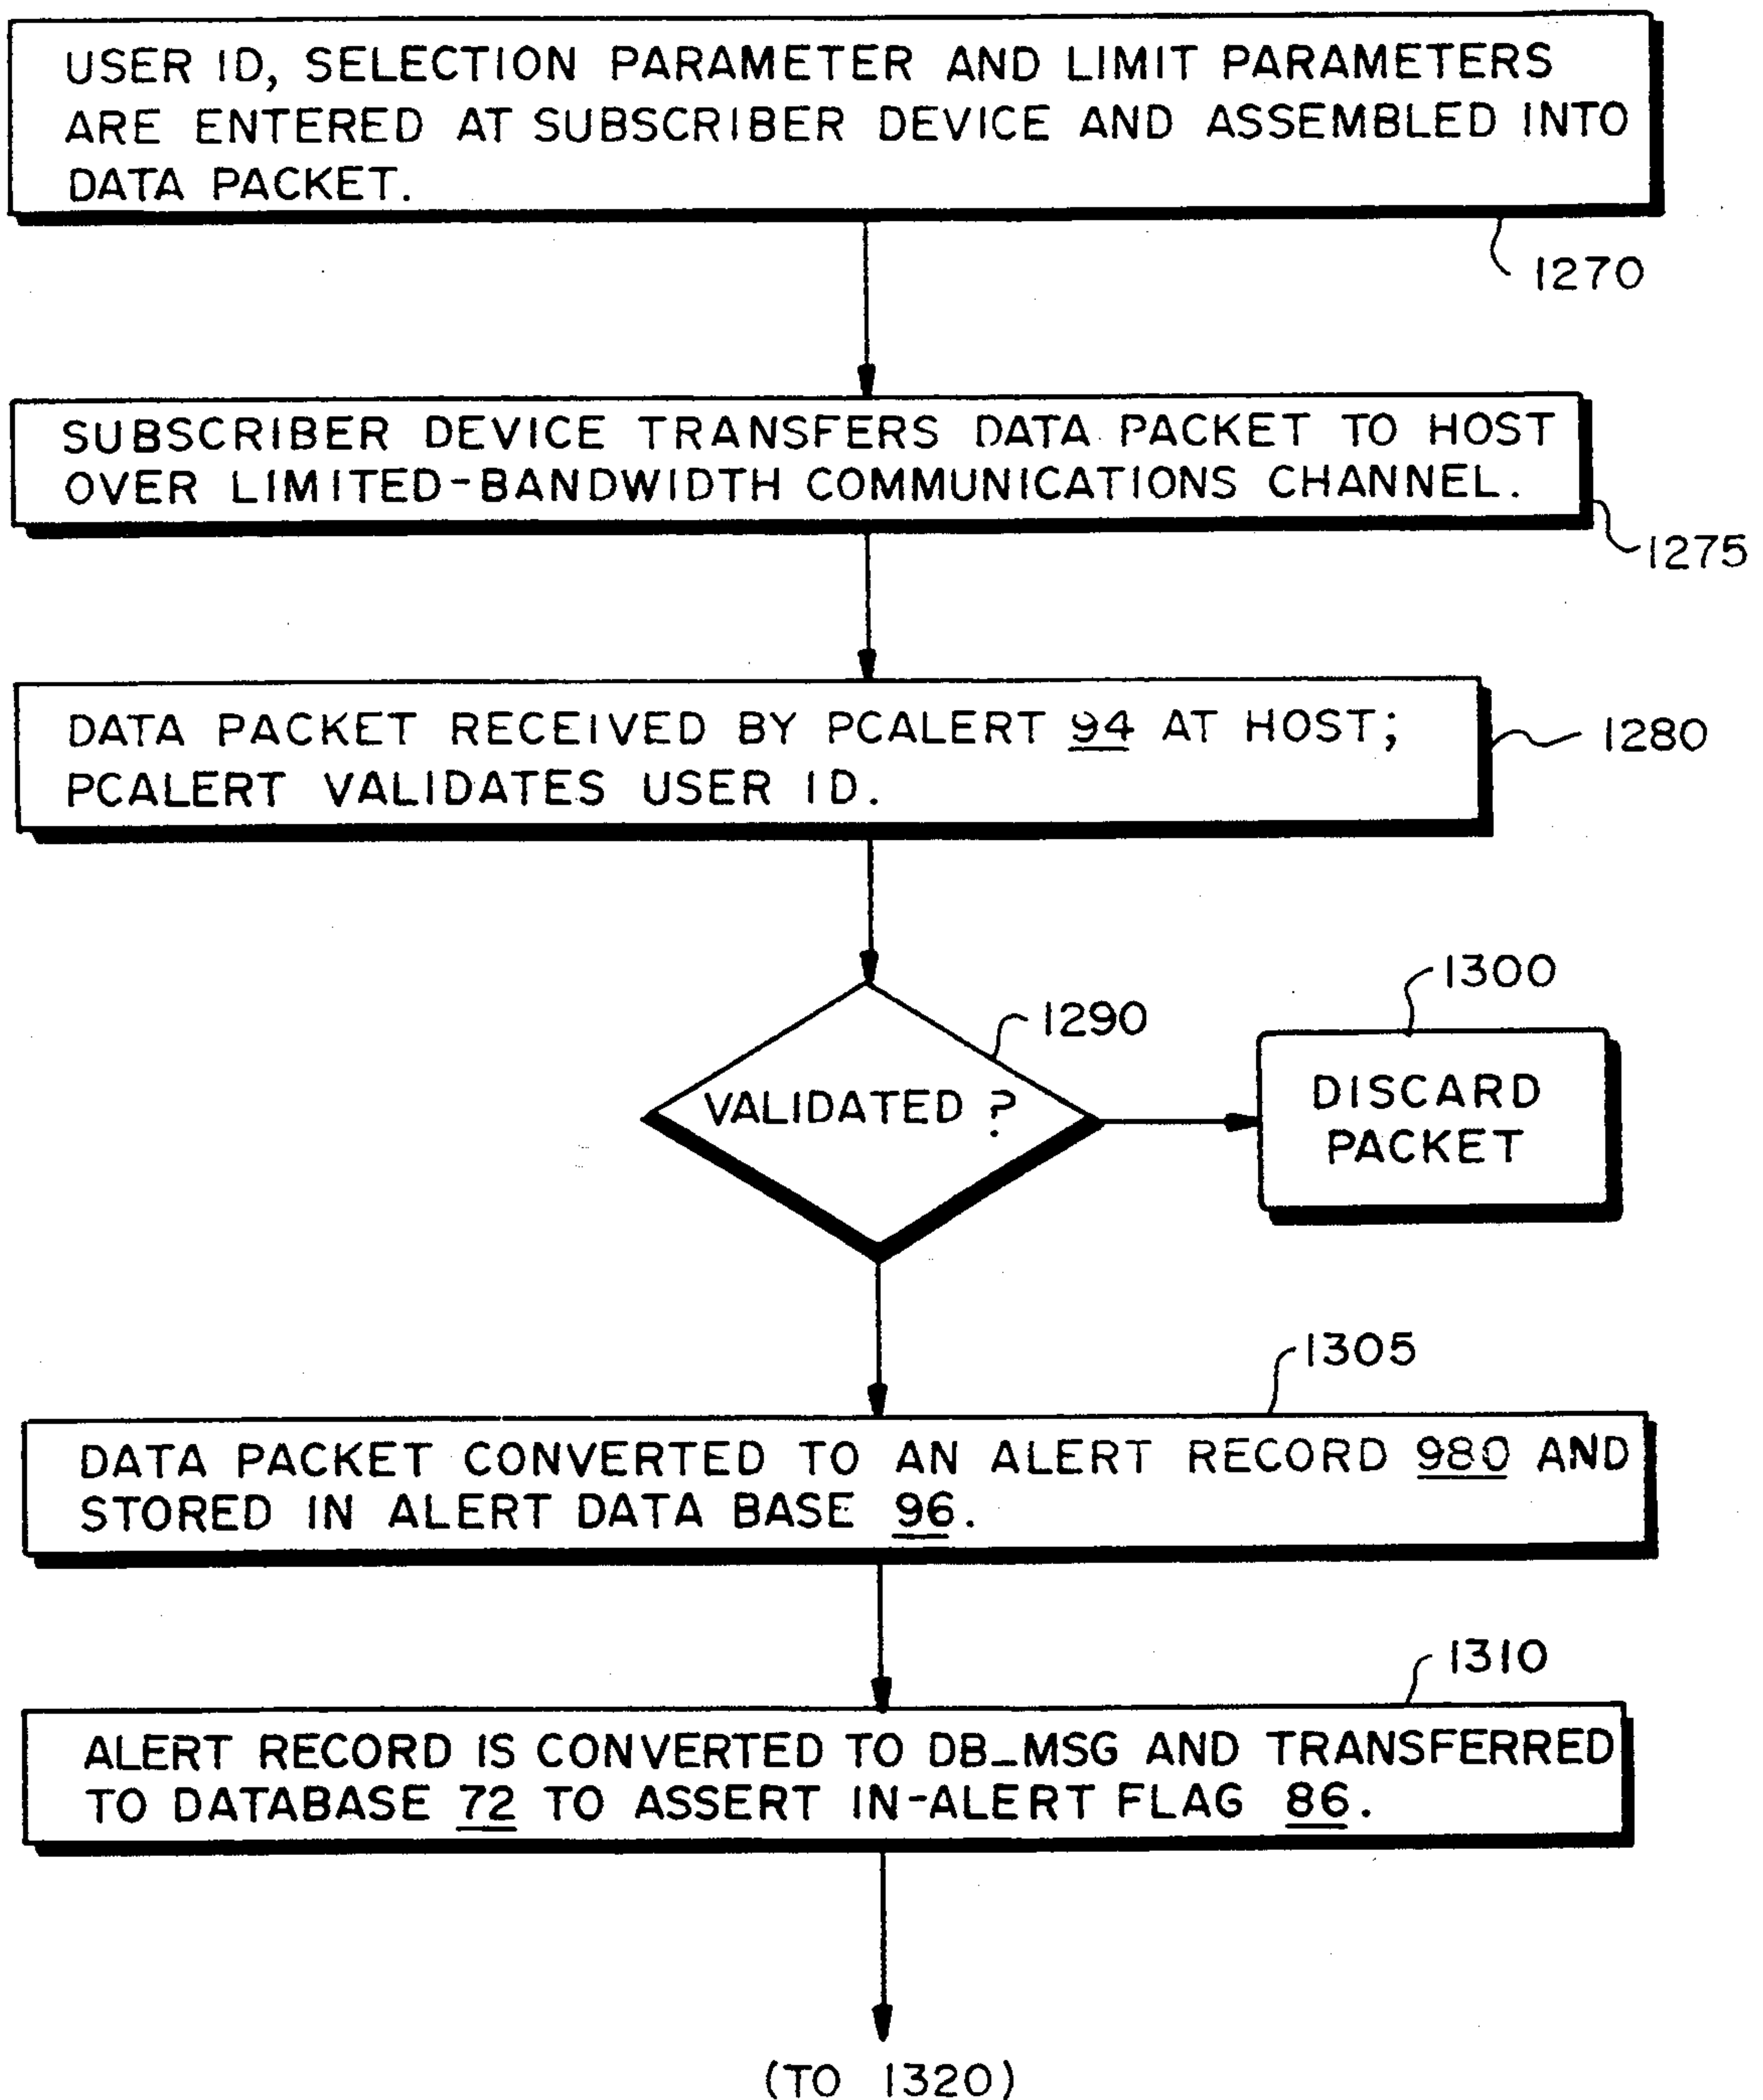 USER ID, SELECTION PARAMETER AND LIMIT PARAMETERS
ARE ENTERED AT SUBSCRIBER DEVICE AND ASSEMBLED INTO
DATA PACKET.
1270
SUBSCRIBER DEVICE TRANSFERS DATA PACKET TO HOST
OVER LIMITED-BANDWIDTH COMMUNICATIONS CHANNEL.
1275
DATA PACKET RECEIVED BY PCALERT 94 AT HOST;
PCALERT VALIDATES USER ID.
1280
1290
VALIDATED ?
1300
DISCARD
PACKET
1305
DATA PACKET CONVERTED TO AN ALERT RECORD 980 AND
STORED IN ALERT DATA BASE 96.
1310
ALERT RECORD IS CONVERTED TO DB_MSG AND TRANSFERRED
TO DATABASE 72 TO ASSERT IN-ALERT FLAG 86.
(TO 1320)